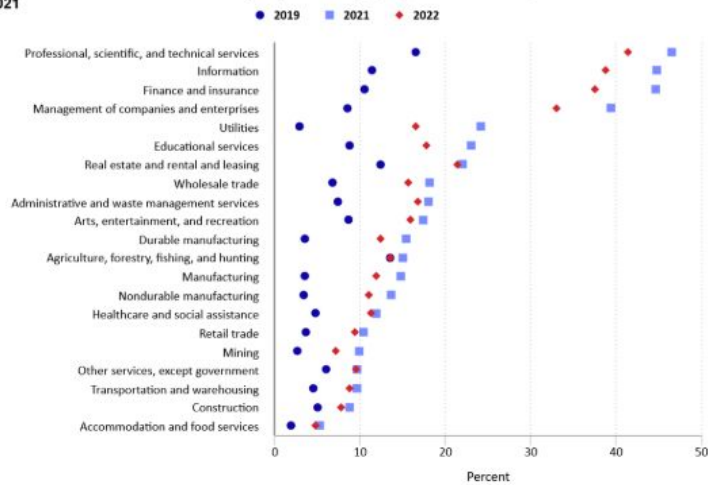 2019 2021 2022
Professional, scientific, and technical services
Information
Finance and insurance
Management of companies and enterprises
Utilities
Educational services
Real estate and rental and leasing
Wholesale trade
Administrative and waste management services
Arts, entertainment, and recreation
Durable manufacturing
Agriculture, forestry, fishing, and hunting
Manufacturing
Nondurable manufacturing
Healthcare and social assistance
Retail trade
Mining
Other services, except government
Transportation and warehousing
Construction
Accommodation and food services
0 10 20 30 40 50
Percent